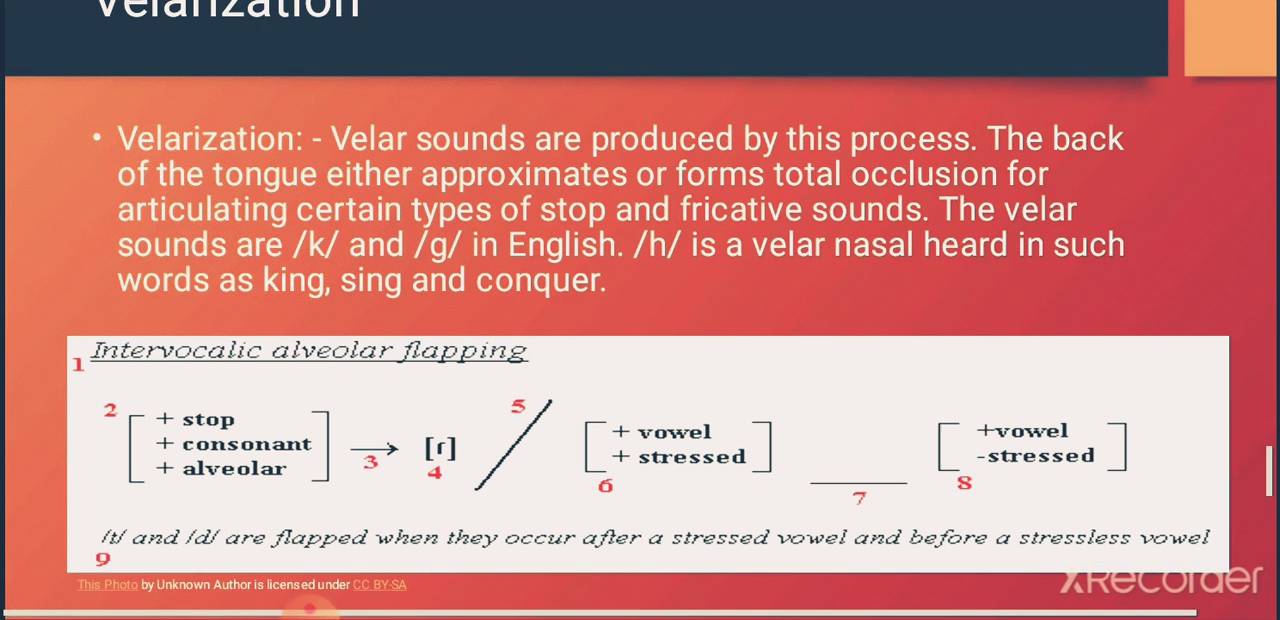 Velarization
• Velarization: - Velar sounds are produced by this process. The back
of the tongue either approximates or forms total occlusion for
articulating certain types of stop and fricative sounds. The velar
sounds are /k/ and /g/ in English. /h/ is a velar nasal heard in such
words as king, sing and conquer.
1 Intervocalic alveolar flapping
2 [+ stop
+ consonant
+ alveolar] 3 → 4 [ɾ] 5 / 6 [+ vowel
+ stressed] 7 ___ 8 [+vowel
-stressed]
9 /t/ and /d/ are flapped when they occur after a stressed vowel and before a stressless vowel
This Photo by Unknown Author is licensed under CC BY-SA
XRecorder